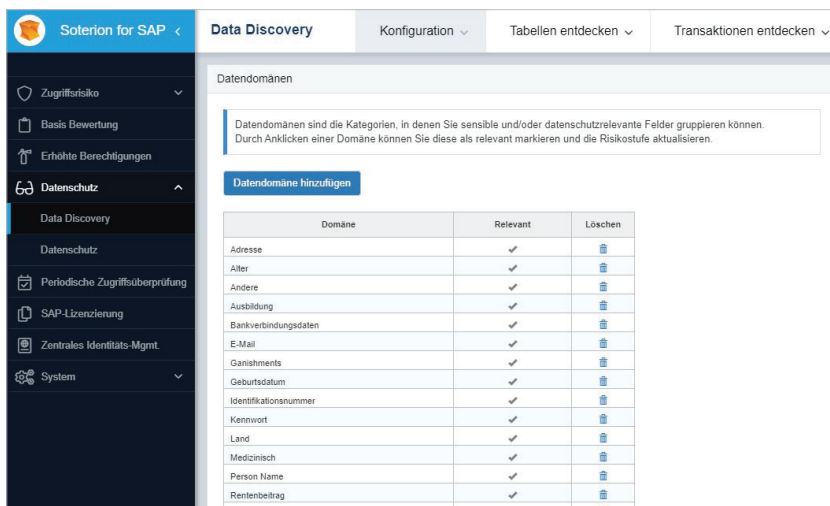 Soterion for SAP
Data Discovery
Konfiguration
Tabellen entdecken
Transaktionen entdecken
Zugriffsrisiko
Basis Bewertung
Erhöhte Berechtigungen
Datenschutz
Data Discovery
Datenschutz
Periodische Zugriffsüberprüfung
SAP-Lizenzierung
Zentrales Identitäts-Mgmt.
System
Datendomänen
Datendomänen sind die Kategorien, in denen Sie sensible und/oder datenschutzrelevante Felder gruppieren können.
Durch Anklicken einer Domäne können Sie diese als relevant markieren und die Risikostufe aktualisieren.
Datendomäne hinzufügen
Domäne Relevant Löschen
Adresse
Alter
Andere
Ausbildung
Bankverbindungsdaten
E-Mail
Ganishments
Geburtsdatum
Identifikationsnummer
Kennwort
Land
Medizinisch
Person Name
Rentenbeitrag